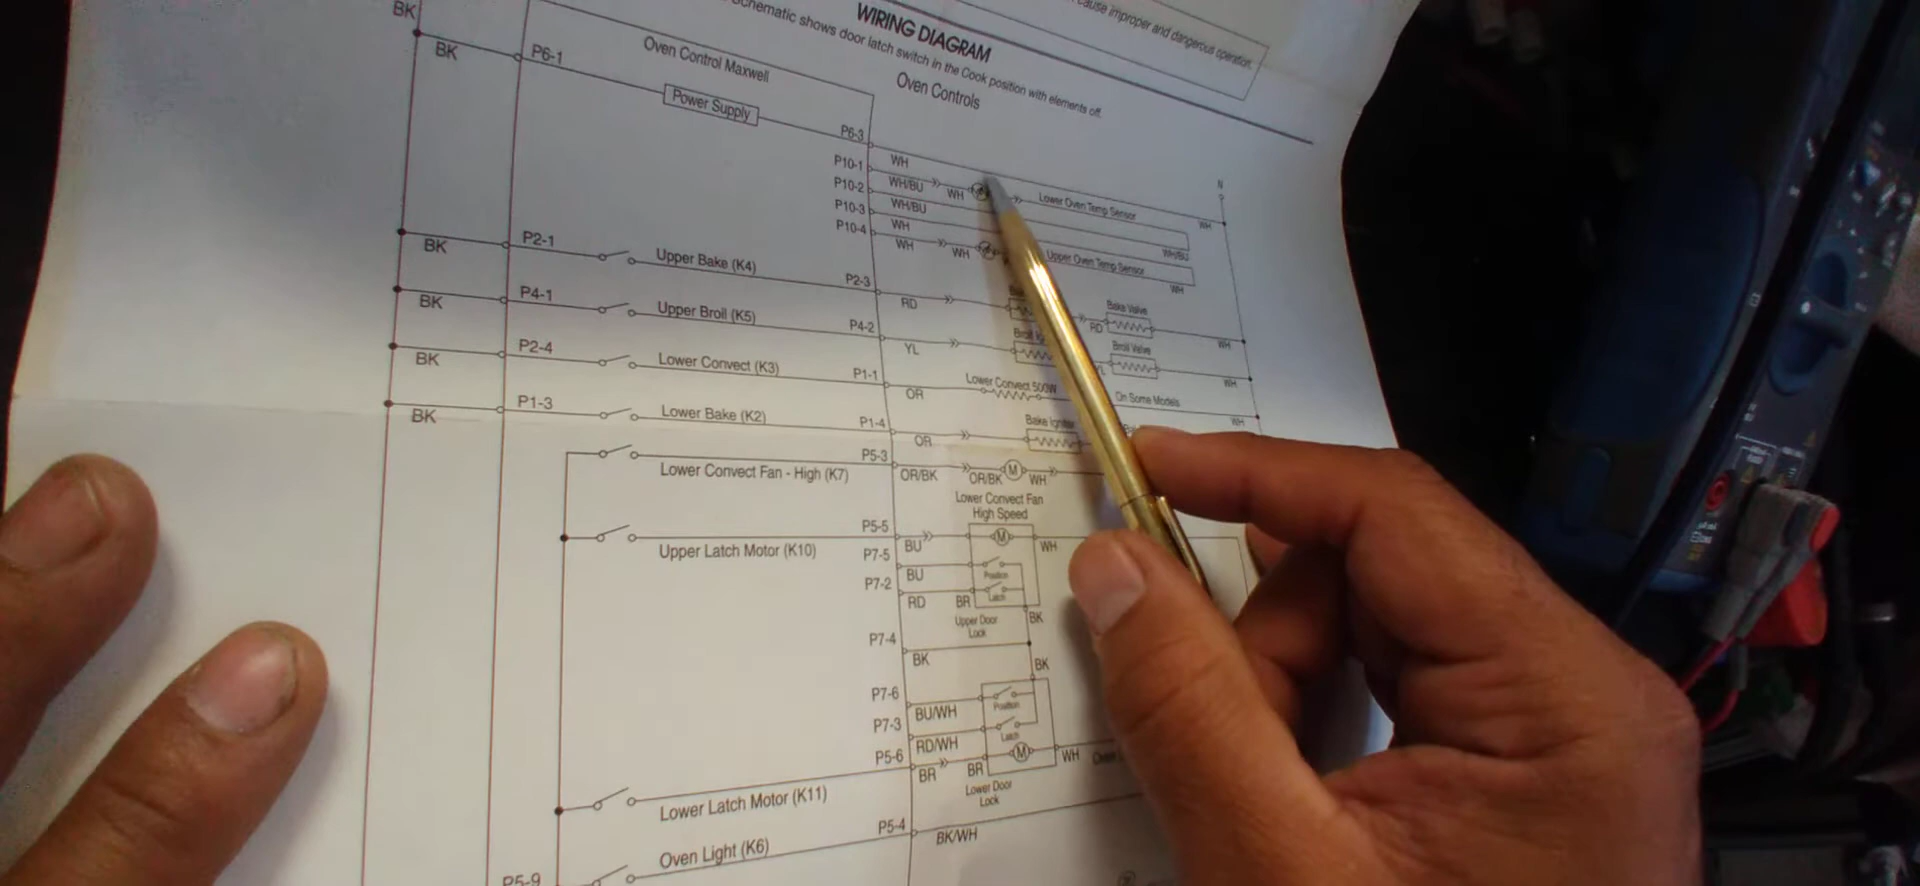 cause improper and dangerous operation.
WIRING DIAGRAM
Schematic shows door latch switch in the Cook position with elements off.
Oven Controls
BK
BK
P6-1
Oven Control Maxwell
Power Supply
P6-3
WH
N
P10-1
WH/BU
WH
Lower Oven Temp Sensor
WH
P10-2
WH/BU
WH/BU
P10-3
WH
P10-4
WH
WH
Upper Oven Temp Sensor
WH
BK
P2-1
Upper Bake (K4)
P2-3
RD
RD
Bake Valve
WH
BK
P4-1
Upper Broil (K5)
P4-2
YL
Broil
Broil Valve
WH
BK
P2-4
Lower Convect (K3)
P1-1
OR
Lower Convect 500W
On Some Models
WH
BK
P1-3
Lower Bake (K2)
P1-4
OR
Bake Igniter
P5-3
Lower Convect Fan - High (K7)
OR/BK
OR/BK
M
WH
Lower Convect Fan
High Speed
P5-5
Upper Latch Motor (K10)
BU
M
WH
P7-5
BU
Position
P7-2
RD
BR
Latch
BK
Upper Door
Lock
P7-4
BK
BK
P7-6
BU/WH
Position
P7-3
RD/WH
Latch
P5-6
BR
BR
M
WH
Lower Door
Lock
Lower Latch Motor (K11)
P5-4
BK/WH
Oven Light (K6)
P5-9